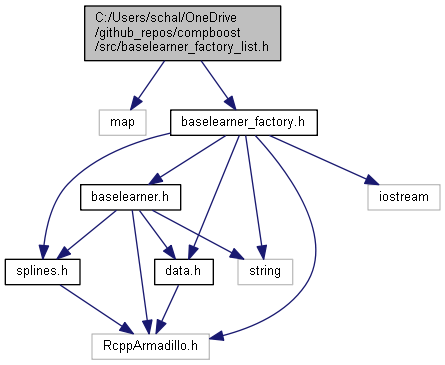 C:/Users/schal/OneDrive
/github_repos/compboost
/src/baselearner_factory_list.h
map
baselearner_factory.h
baselearner.h
iostream
splines.h
data.h
string
RcppArmadillo.h